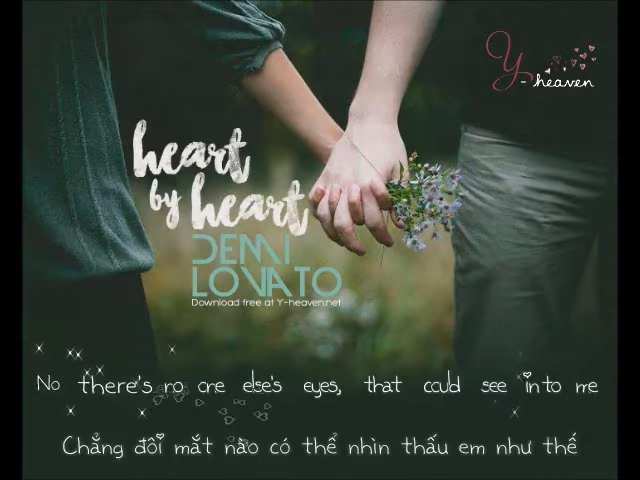 Y-heaven
heart
by heart
DEMI
LOVATO
Download free at Y-heaven.net
No there's no one else's eyes, that could see into me
Chẳng đôi mắt nào có thể nhìn thấu em như thế